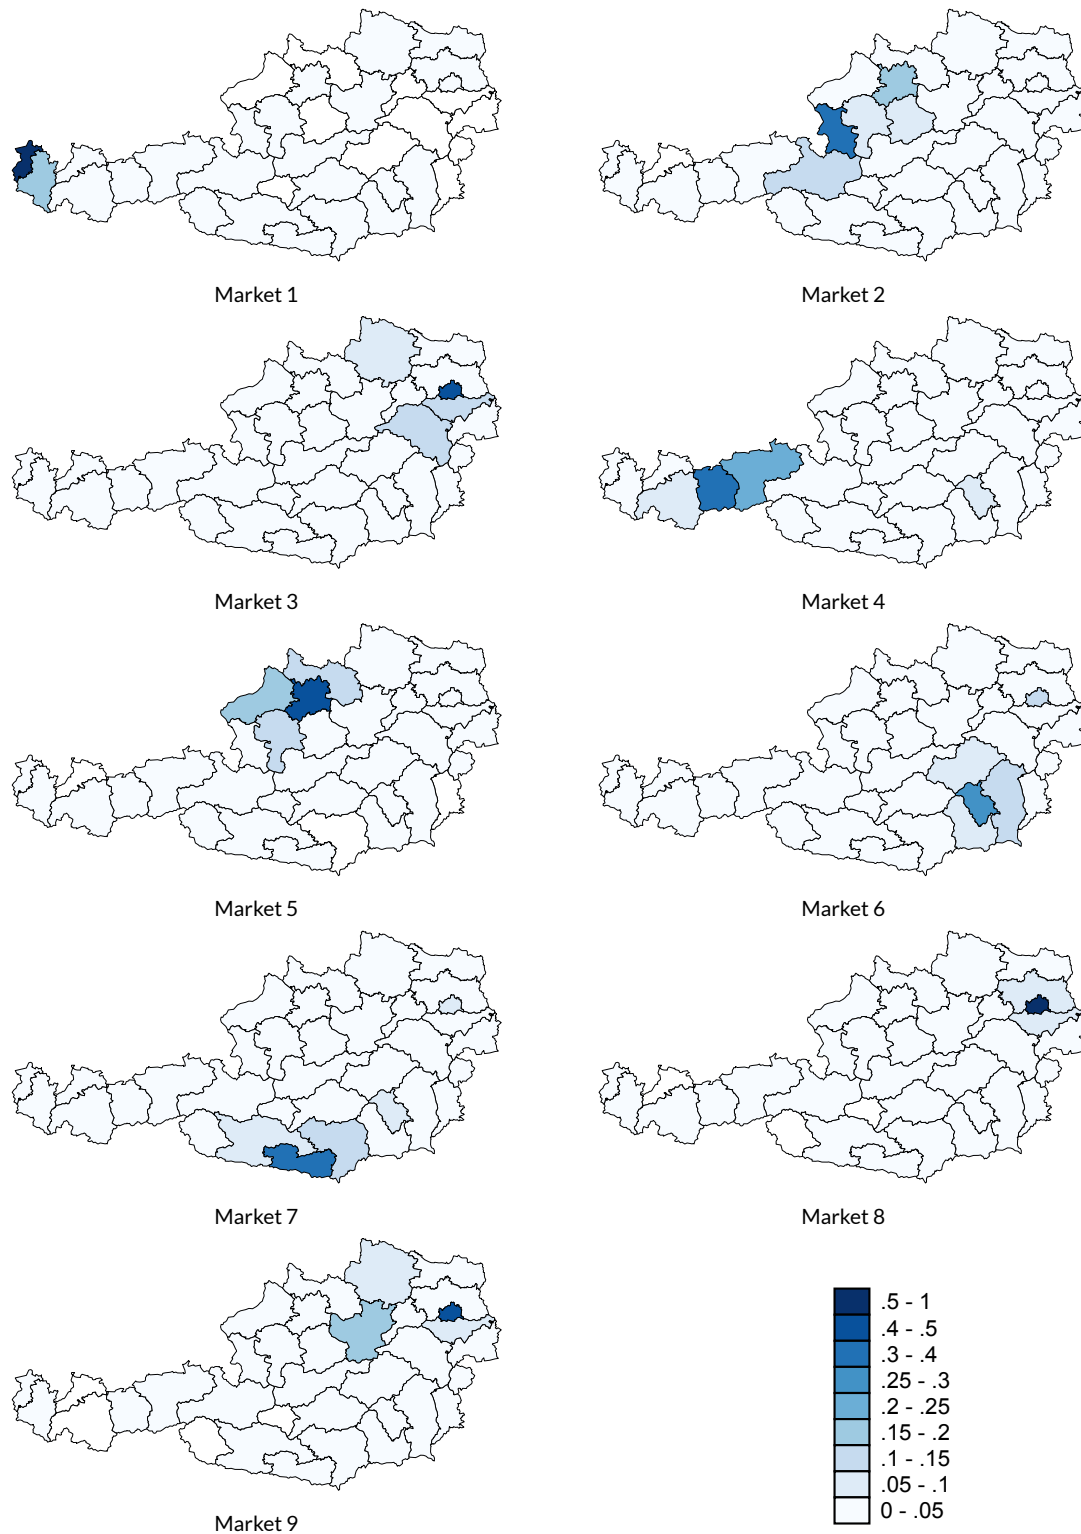 Market 1
Market 2
Market 3
Market 4
Market 5
Market 6
Market 7
Market 8
Market 9
.5 - 1
.4 - .5
.3 - .4
.25 - .3
.2 - .25
.15 - .2
.1 - .15
.05 - .1
0 - .05